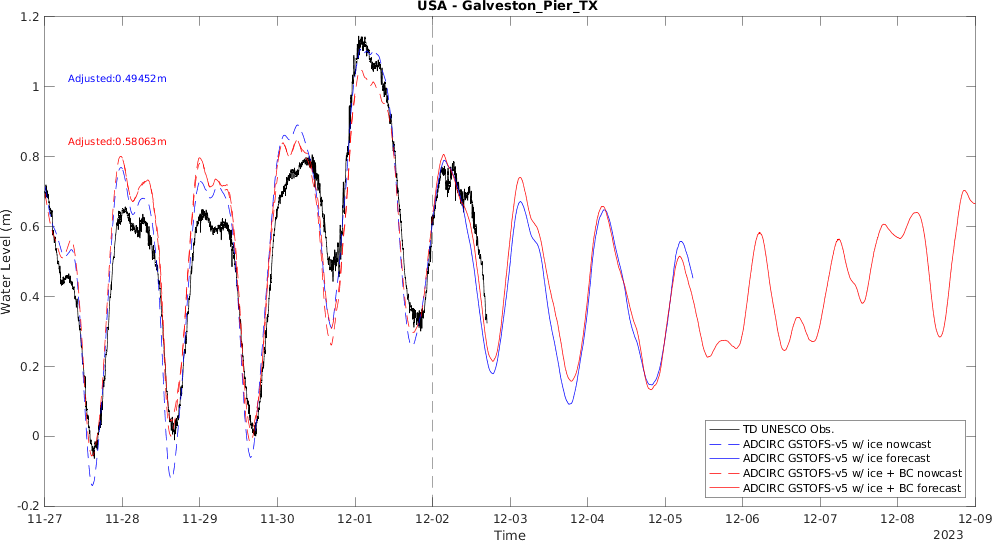 USA - Galveston_Pier_TX
1.2
1
0.8
0.6
0.4
0.2
0
-0.2
Water Level (m)
Adjusted:0.49452m
Adjusted:0.58063m
TD UNESCO Obs.
ADCIRC GSTOFS-v5 w/ ice nowcast
ADCIRC GSTOFS-v5 w/ ice forecast
ADCIRC GSTOFS-v5 w/ice + BC nowcast
ADCIRC GSTOFS-v5 w/ice + BC forecast
11-27 11-28 11-29 11-30 12-01 12-02 12-03 12-04 12-05 12-06 12-07 12-08 12-09
Time
2023